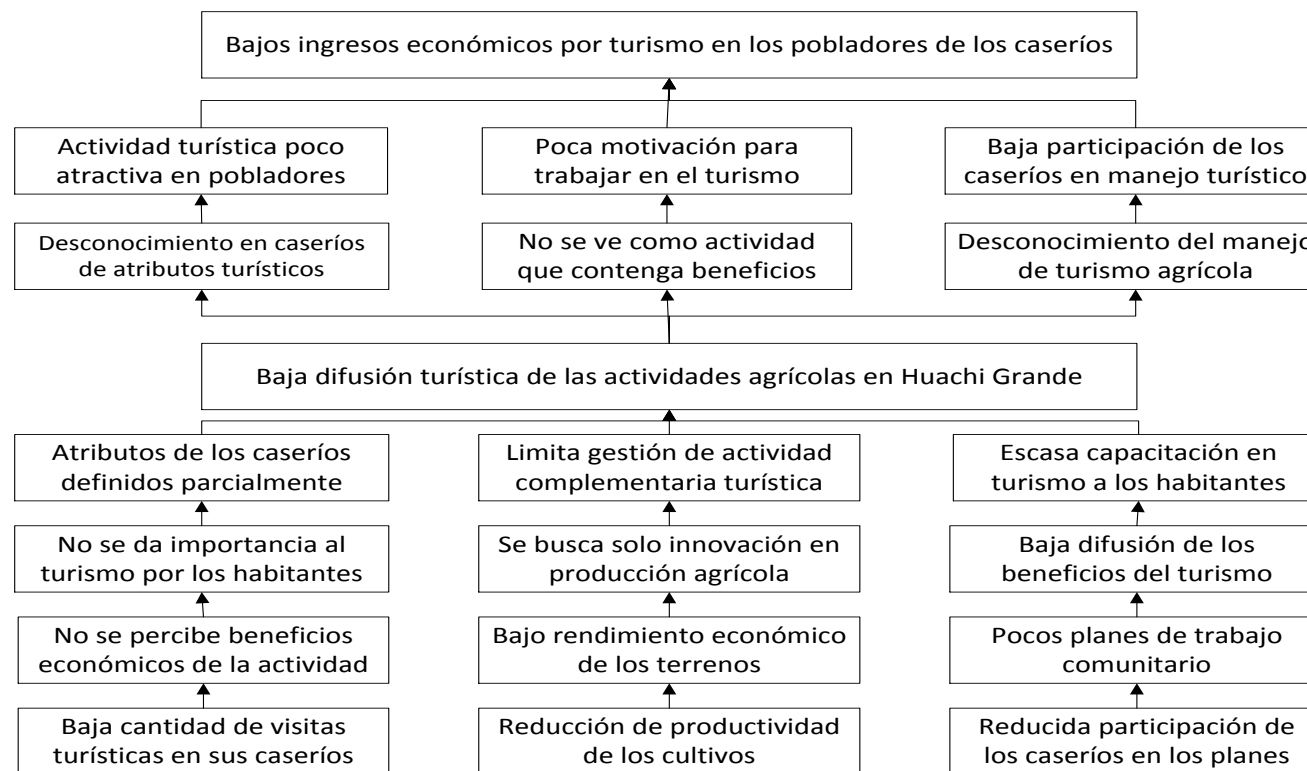 Bajos ingresos económicos por turismo en los pobladores de los caseríos
Actividad turística poco
atractiva en pobladores
Poca motivación para
trabajar en el turismo
Baja participación de los
caseríos en manejo turístico
Desconocimiento en caseríos
de atributos turísticos
No se ve como actividad
que contenga beneficios
Desconocimiento del manejo
de turismo agrícola
Baja difusión turística de las actividades agrícolas en Huachi Grande
Atributos de los caseríos
definidos parcialmente
Limita gestión de actividad
complementaria turística
Escasa capacitación en
turismo a los habitantes
No se da importancia al
turismo por los habitantes
Se busca solo innovación en
producción agrícola
Baja difusión de los
beneficios del turismo
No se percibe beneficios
económicos de la actividad
Bajo rendimiento económico
de los terrenos
Pocos planes de trabajo
comunitario
Baja cantidad de visitas
turísticas en sus caseríos
Reducción de productividad
de los cultivos
Reducida participación de
los caseríos en los planes